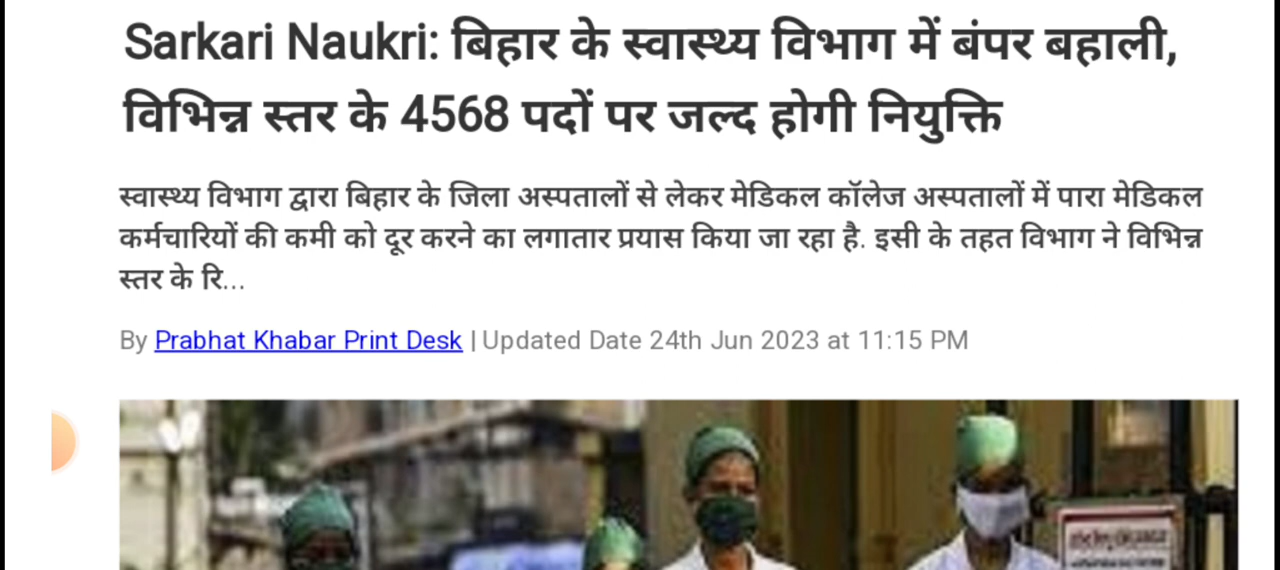 Sarkari Naukri: बिहार के स्वास्थ्य विभाग में बंपर बहाली,
विभिन्न स्तर के 4568 पदों पर जल्द होगी नियुक्ति
स्वास्थ्य विभाग द्वारा बिहार के जिला अस्पतालों से लेकर मेडिकल कॉलेज अस्पतालों में पारा मेडिकल
कर्मचारियों की कमी को दूर करने का लगातार प्रयास किया जा रहा है. इसी के तहत विभाग ने विभिन्न
स्तर के रि...
By Prabhat Khabar Print Desk | Updated Date 24th Jun 2023 at 11:15 PM